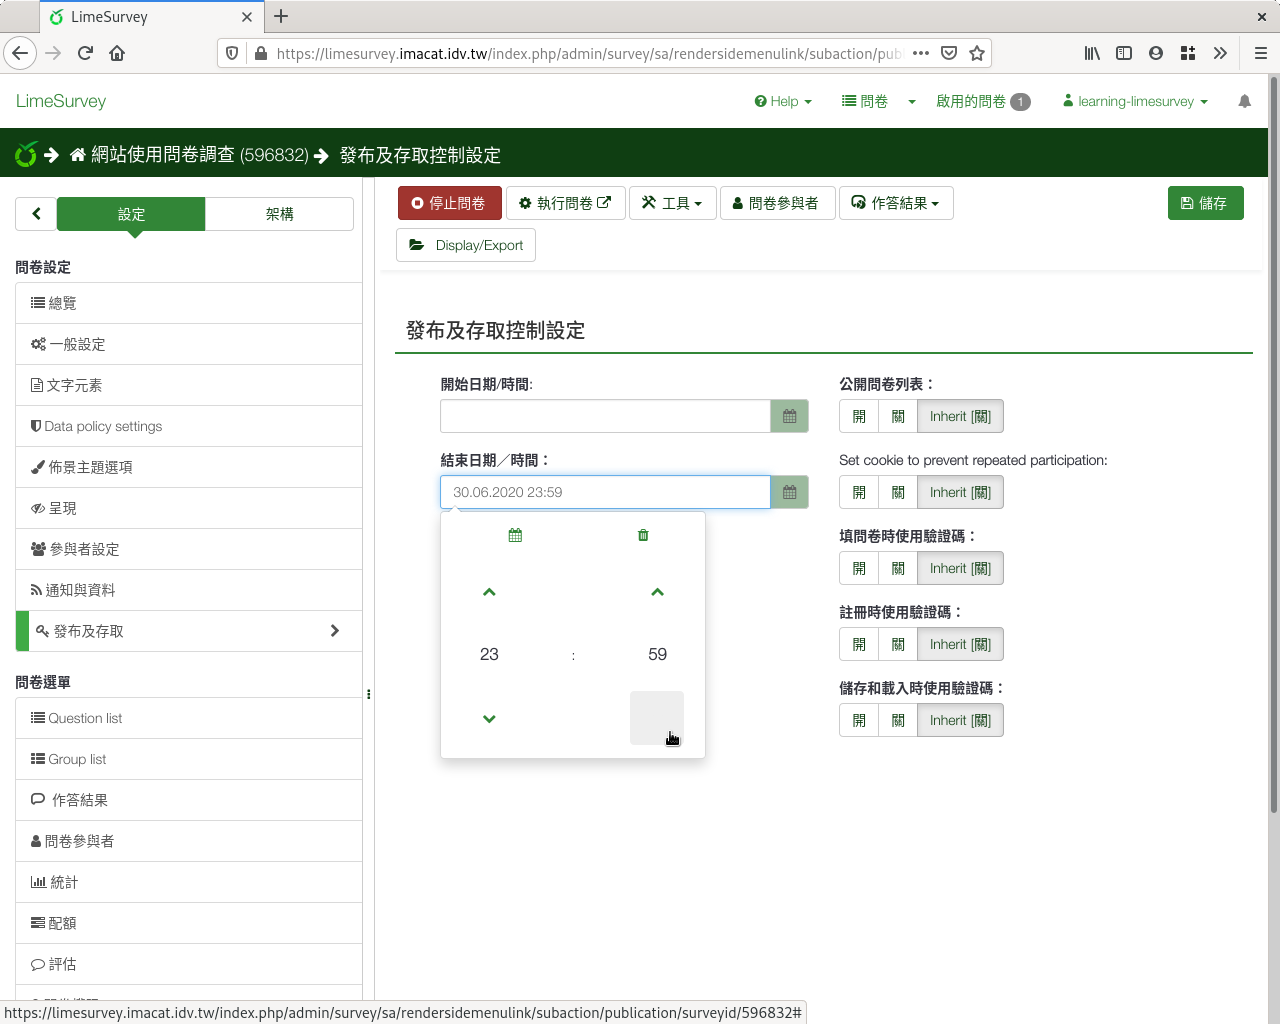 LimeSurvey
https://limesurvey.imacat.idv.tw/index.php/admin/survey/sa/rendersidemenulink/subaction/pub
LimeSurvey
Help
問卷
啟用的問卷 1
learning-limesurvey
網站使用問卷調查 (596832)
發布及存取控制設定
設定
架構
停止問卷
執行問卷
工具
問卷參與者
作答結果
儲存
Display/Export
問卷設定
總覽
一般設定
文字元素
Data policy settings
佈景主題選項
呈現
參與者設定
通知與資料
發布及存取
問卷選單
Question list
Group list
作答結果
問卷參與者
統計
配額
評估
發布及存取控制設定
開始日期/時間:
結束日期／時間：
30.06.2020 23:59
23 : 59
公開問卷列表：
開 關 Inherit [關]
Set cookie to prevent repeated participation:
開 關 Inherit [關]
填問卷時使用驗證碼：
開 關 Inherit [關]
註冊時使用驗證碼：
開 關 Inherit [關]
儲存和載入時使用驗證碼：
開 關 Inherit [關]
https://limesurvey.imacat.idv.tw/index.php/admin/survey/sa/rendersidemenulink/subaction/publication/surveyid/596832#